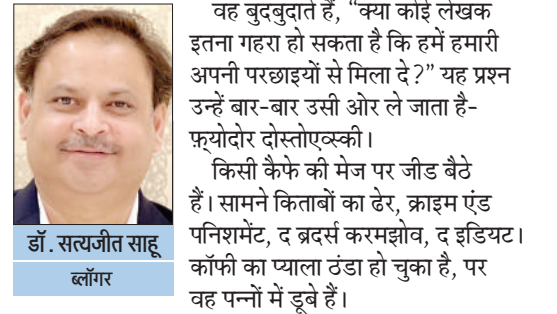 वह बुदबुदाते हैं, “क्या कोई लेखक
इतना गहरा हो सकता है कि हमें हमारी
अपनी परछाइयों से मिला दे?” यह प्रश्न
उन्हें बार-बार उसी ओर ले जाता है-
फ़्योदोर दोस्तोएव्स्की।
किसी कैफे की मेज पर जीड बैठे
हैं। सामने किताबों का ढेर, क्राइम एंड
पनिशमेंट, द ब्रदर्स करमझोव, द इडियट।
कॉफी का प्याला ठंडा हो चुका है, पर
वह पन्नों में डूबे हैं।
डॉ. सत्यजीत साहू
ब्लॉगर